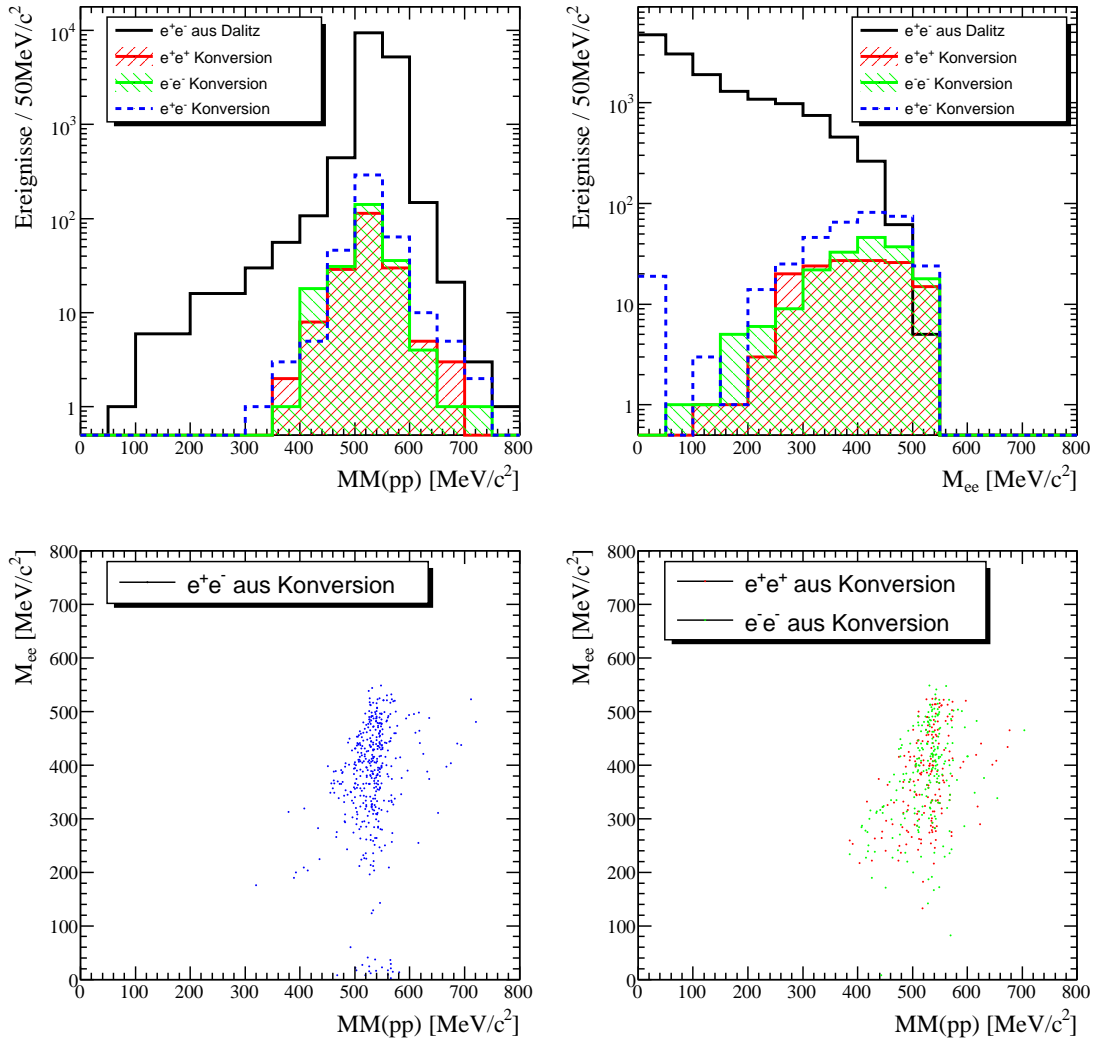 Ereignisse / 50MeV/c²
10⁴
10³
10²
10
1
e⁺e⁻ aus Dalitz
e⁺e⁺ Konversion
e⁻e⁻ Konversion
e⁺e⁻ Konversion
0 100 200 300 400 500 600 700 800
MM(pp) [MeV/c²]
Ereignisse / 50MeV/c²
10³
10²
10
1
e⁺e⁻ aus Dalitz
e⁺e⁺ Konversion
e⁻e⁻ Konversion
e⁺e⁻ Konversion
0 100 200 300 400 500 600 700 800
M_ee [MeV/c²]
M_ee [MeV/c²]
800
700
600
500
400
300
200
100
0
e⁺e⁻ aus Konversion
0 100 200 300 400 500 600 700 800
MM(pp) [MeV/c²]
M_ee [MeV/c²]
800
700
600
500
400
300
200
100
0
e⁺e⁺ aus Konversion
e⁻e⁻ aus Konversion
0 100 200 300 400 500 600 700 800
MM(pp) [MeV/c²]